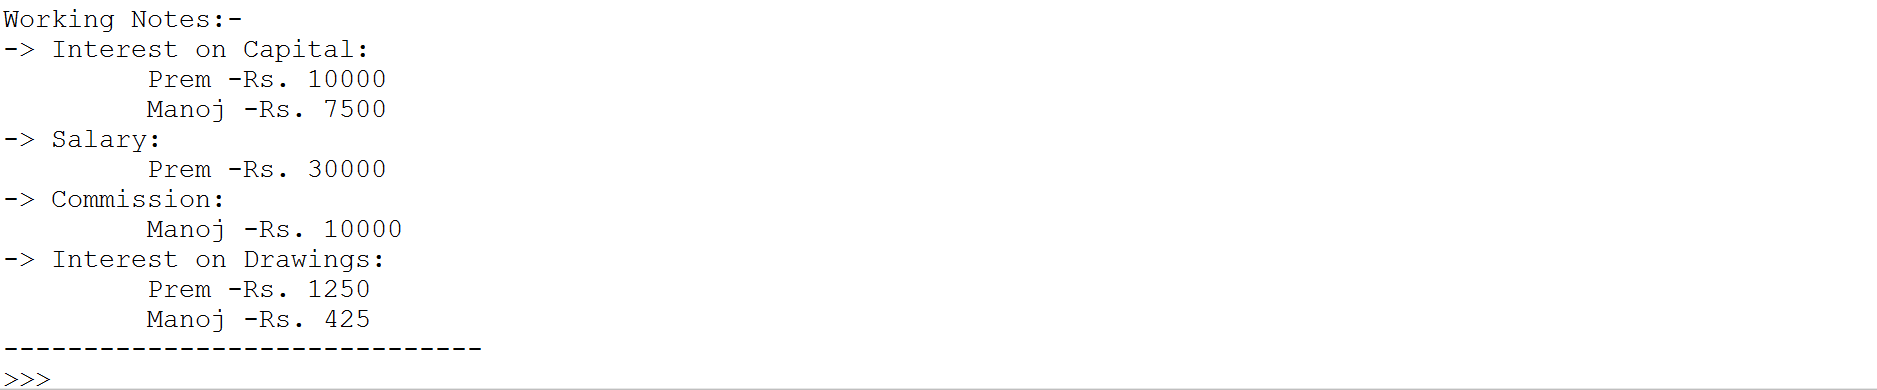 Working Notes:-
-> Interest on Capital:
         Prem -Rs. 10000
         Manoj -Rs. 7500
-> Salary:
         Prem -Rs. 30000
-> Commission:
         Manoj -Rs. 10000
-> Interest on Drawings:
         Prem -Rs. 1250
         Manoj -Rs. 425
------------------------------
>>>